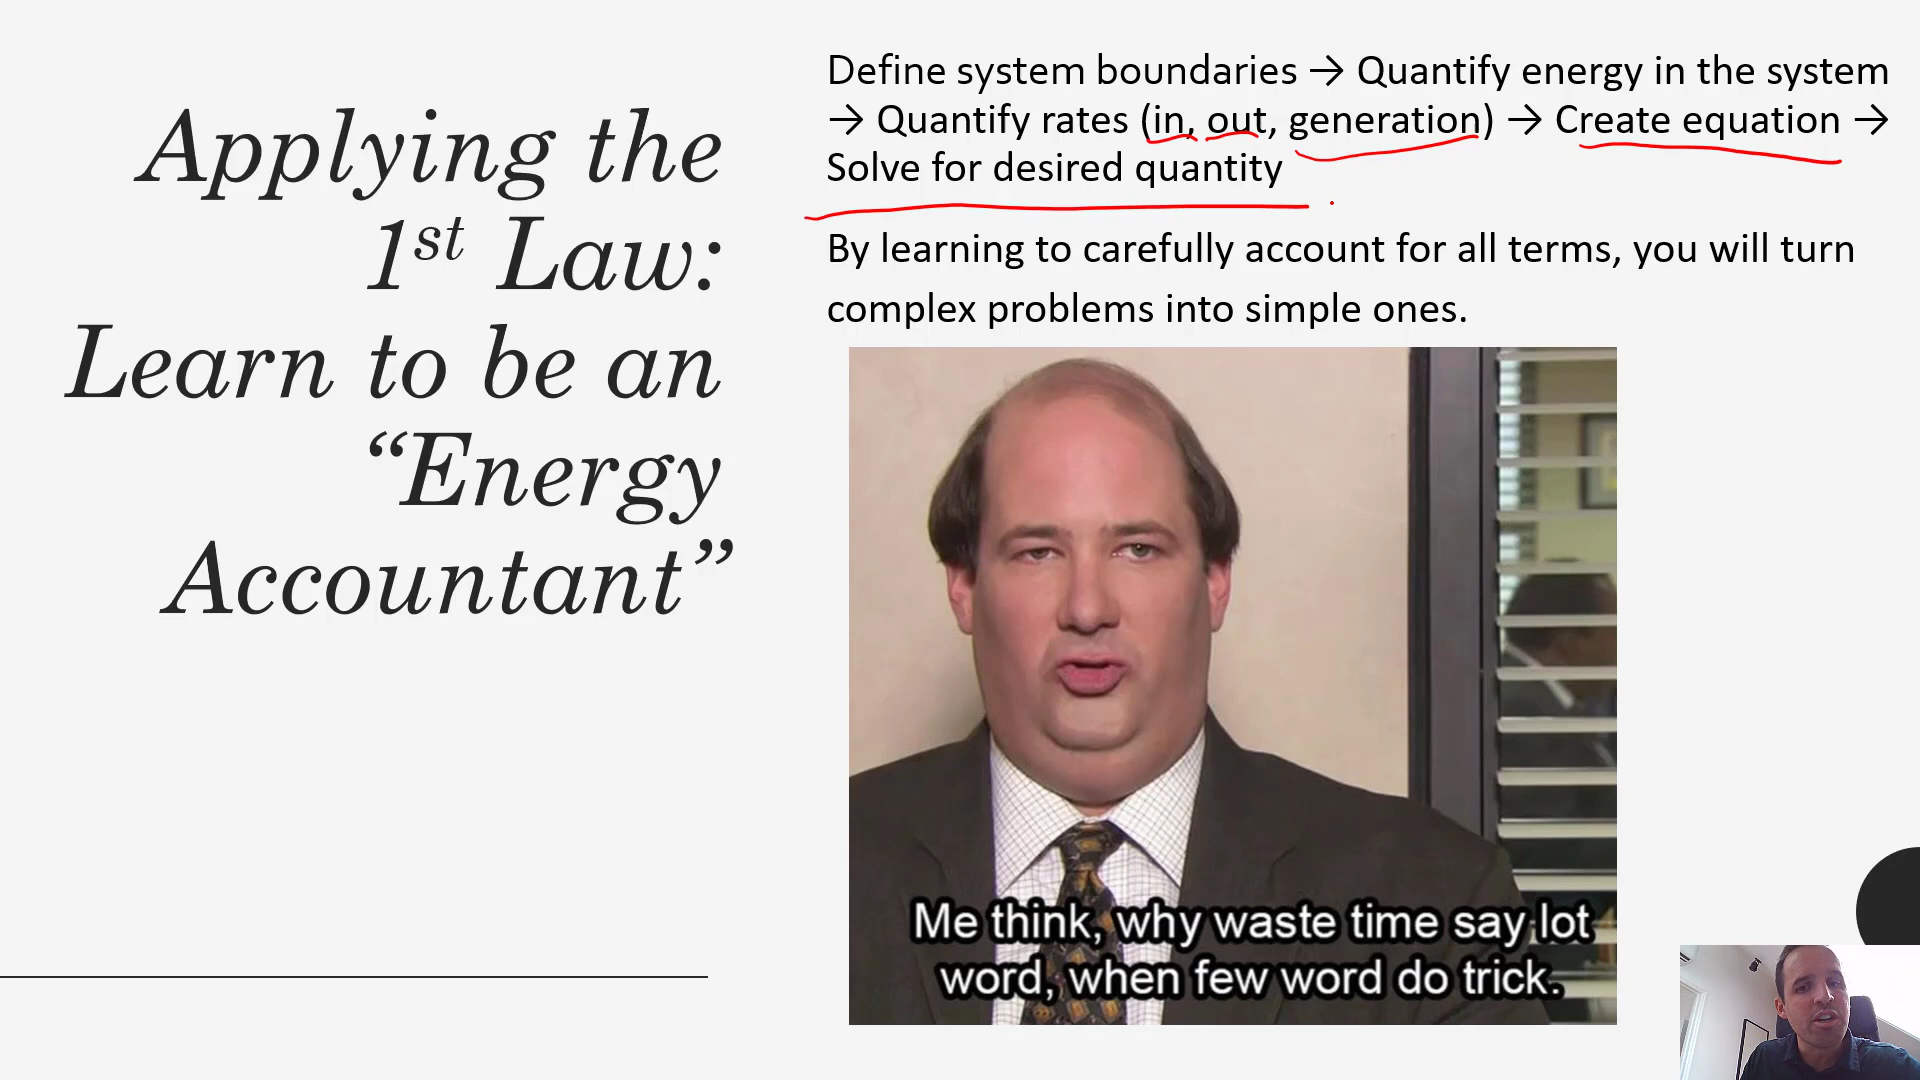 Applying the
1st Law:
Learn to be an
“Energy
Accountant”
Define system boundaries → Quantify energy in the system
→ Quantify rates (in, out, generation) → Create equation →
Solve for desired quantity
By learning to carefully account for all terms, you will turn
complex problems into simple ones.
Me think, why waste time say lot
word, when few word do trick.